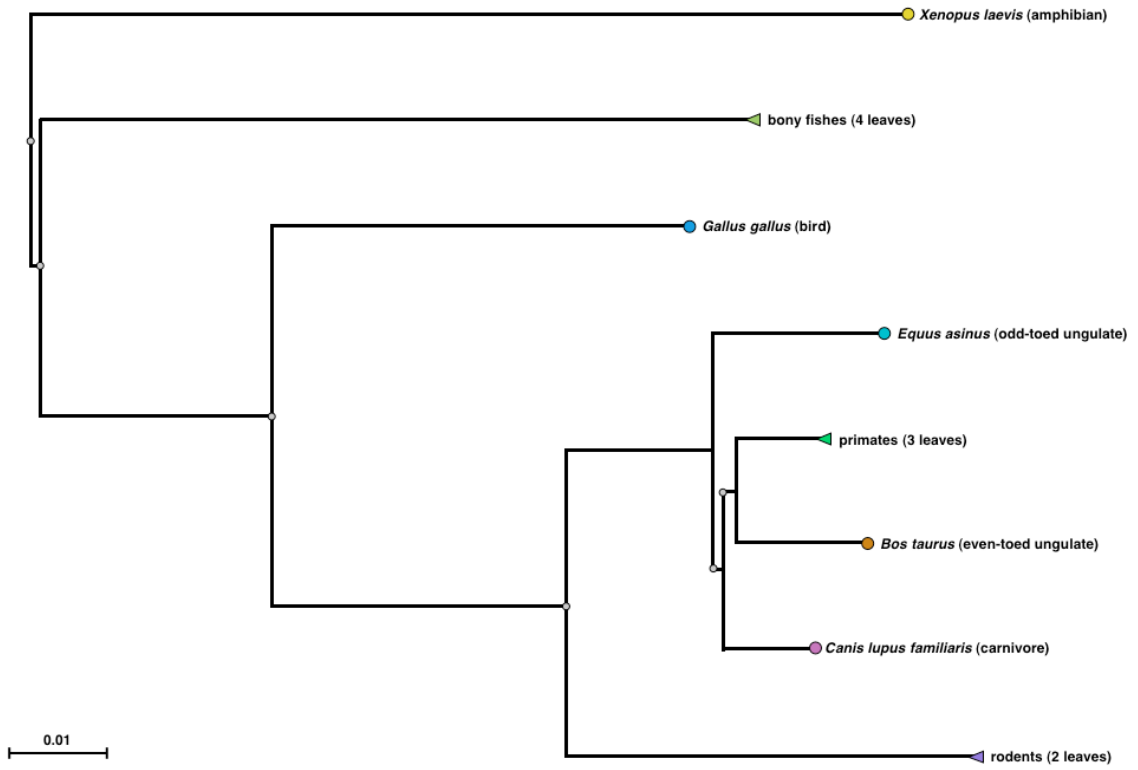 Xenopus laevis (amphibian)
bony fishes (4 leaves)
Gallus gallus (bird)
Equus asinus (odd-toed ungulate)
primates (3 leaves)
Bos taurus (even-toed ungulate)
Canis lupus familiaris (carnivore)
0.01
rodents (2 leaves)